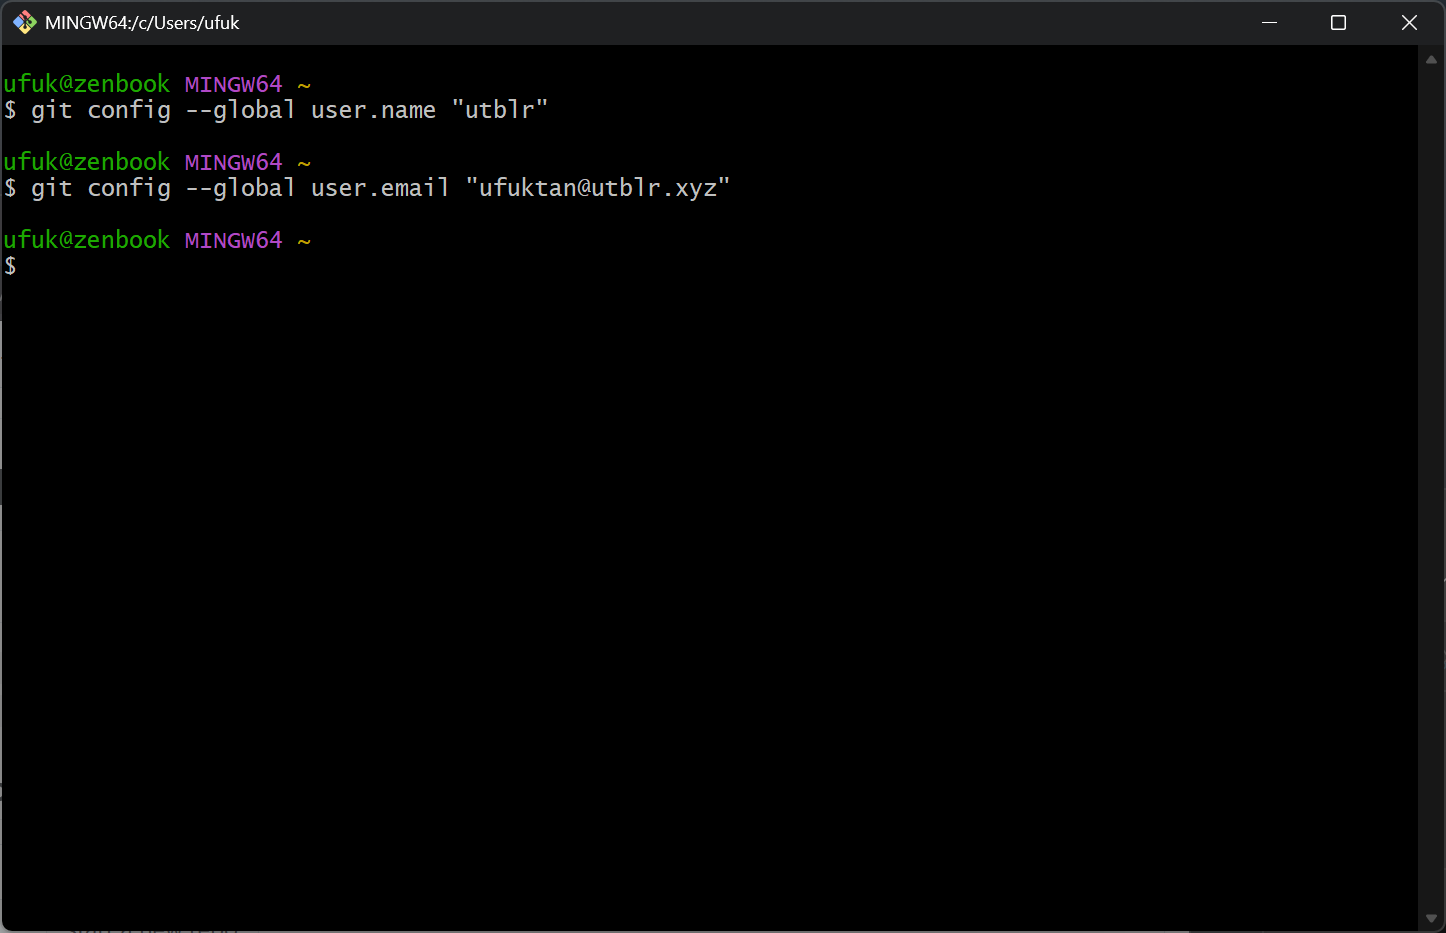 MINGW64:/c/Users/ufuk
ufuk@zenbook MINGW64 ~
$ git config --global user.name "utblr"
ufuk@zenbook MINGW64 ~
$ git config --global user.email "ufuktan@utblr.xyz"
ufuk@zenbook MINGW64 ~
$